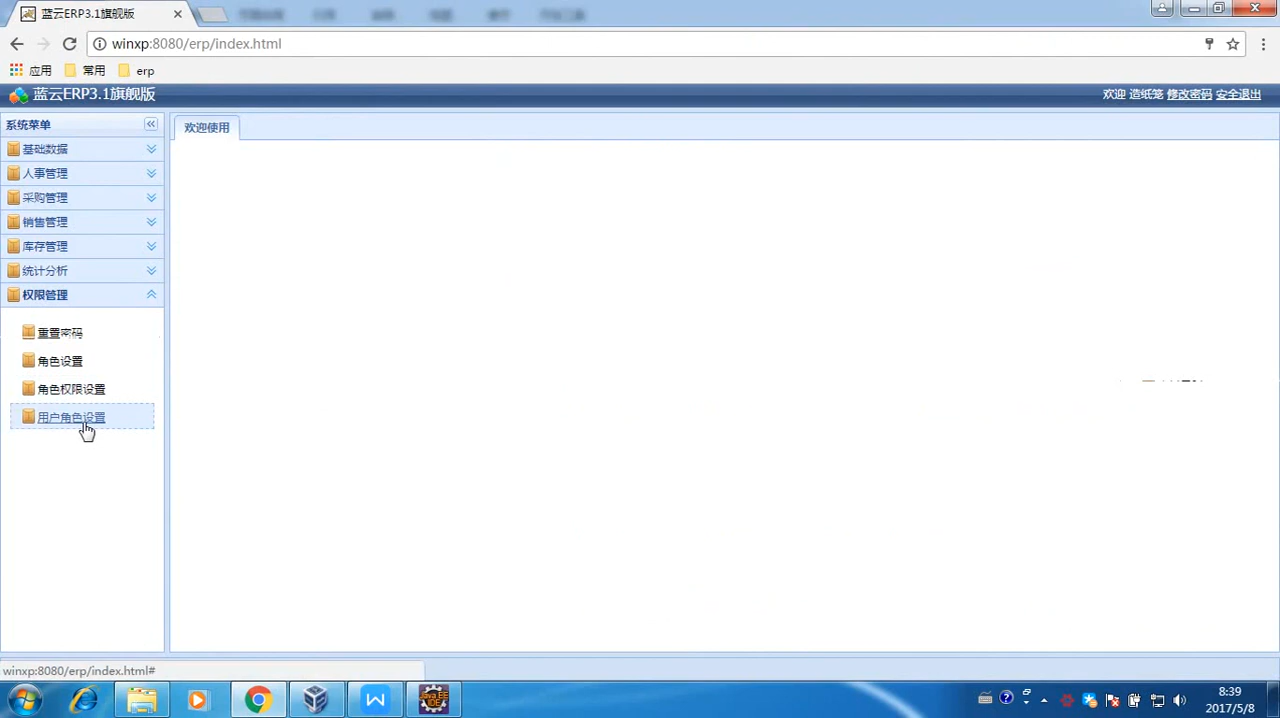 蓝云ERP3.1旗舰版
winxp:8080/erp/index.html
应用 常用 erp
蓝云ERP3.1旗舰版
欢迎 造纸笼 修改密码 安全退出
系统菜单
欢迎使用
基础数据
人事管理
采购管理
销售管理
库存管理
统计分析
权限管理
重置密码
角色设置
角色权限设置
用户角色设置
winxp:8080/erp/index.html#
Java EE
IDE
8:39
2017/5/8